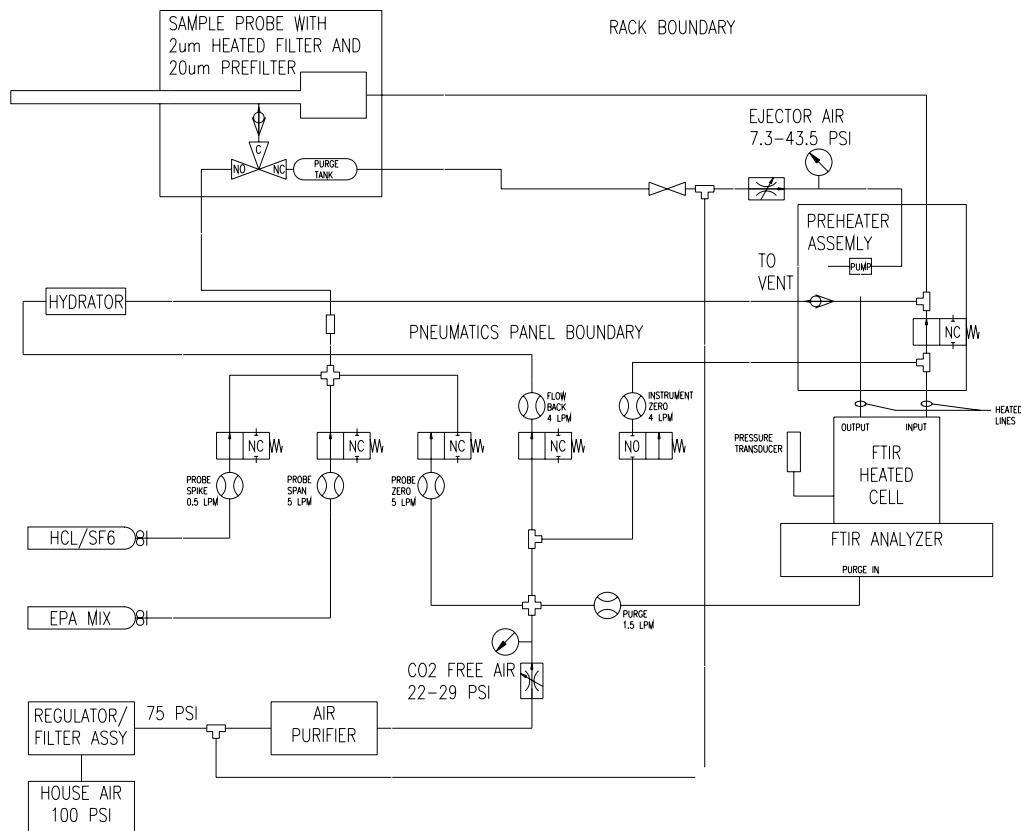 SAMPLE PROBE WITH
2um HEATED FILTER AND
20um PREFILTER
RACK BOUNDARY
C
NO
NC
PURGE
TANK
EJECTOR AIR
7.3-43.5 PSI
PREHEATER
ASSEMLY
PUMP
TO
VENT
HYDRATOR
PNEUMATICS PANEL BOUNDARY
NC
FLOW
BACK
4 LPM
INSTRUMENT
ZERO
4 LPM
HEATED
LINES
OUTPUT
INPUT
PRESSURE
TRANSDUCER
FTIR
HEATED
CELL
NC
NC
NC
NC
NO
PROBE
SPIKE
0.5 LPM
PROBE
SPAN
5 LPM
PROBE
ZERO
5 LPM
HCL/SF6
FTIR ANALYZER
PURGE IN
EPA MIX
PURGE
1.5 LPM
CO2 FREE AIR
22-29 PSI
REGULATOR/
FILTER ASSY
75 PSI
AIR
PURIFIER
HOUSE AIR
100 PSI